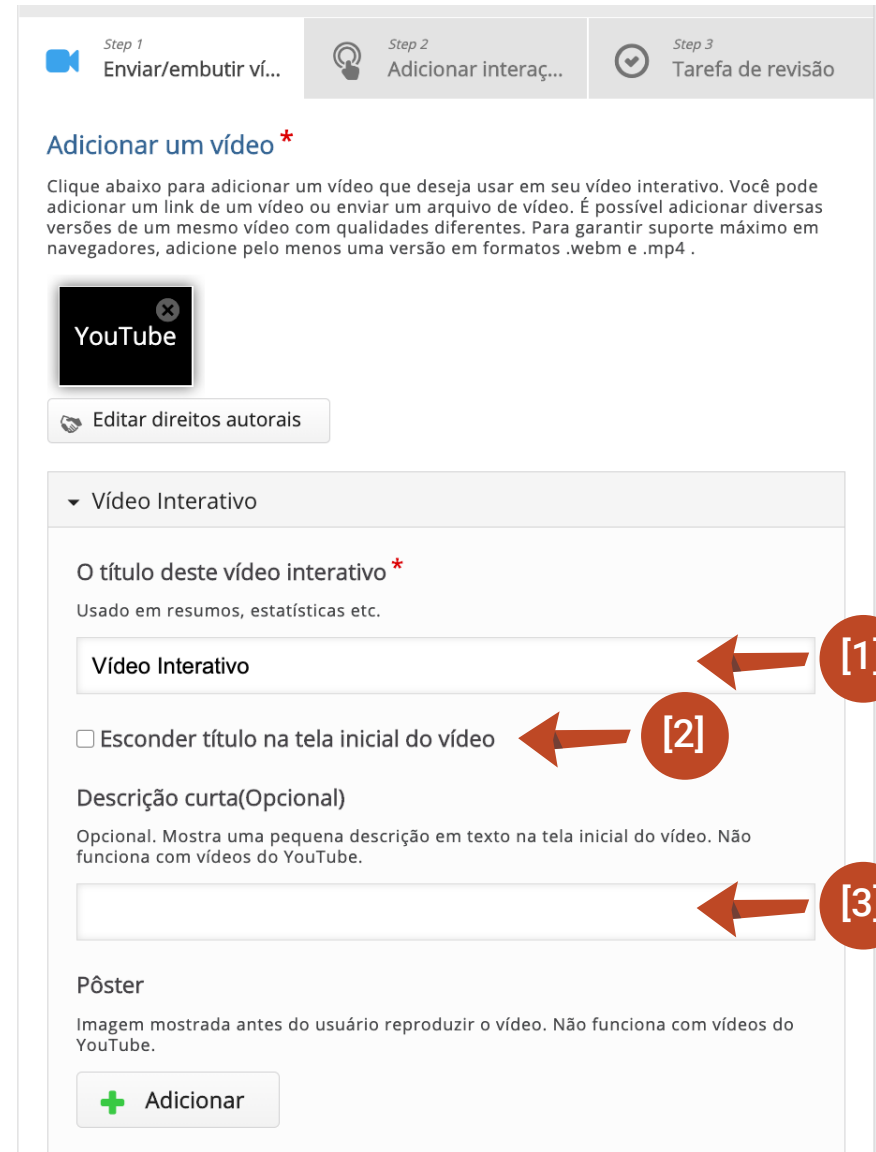 Step 1
Enviar/embutir ví...
Step 2
Adicionar interaç...
Step 3
Tarefa de revisão
Adicionar um vídeo *
Clique abaixo para adicionar um vídeo que deseja usar em seu vídeo interativo. Você pode
adicionar um link de um vídeo ou enviar um arquivo de vídeo. É possível adicionar diversas
versões de um mesmo vídeo com qualidades diferentes. Para garantir suporte máximo em
navegadores, adicione pelo menos uma versão em formatos .webm e .mp4 .
YouTube
Editar direitos autorais
Vídeo Interativo
O título deste vídeo interativo *
Usado em resumos, estatísticas etc.
Vídeo Interativo
[1]
Esconder título na tela inicial do vídeo
[2]
Descrição curta(Opcional)
Opcional. Mostra uma pequena descrição em texto na tela inicial do vídeo. Não
funciona com vídeos do YouTube.
[3]
Pôster
Imagem mostrada antes do usuário reproduzir o vídeo. Não funciona com vídeos do
YouTube.
Adicionar